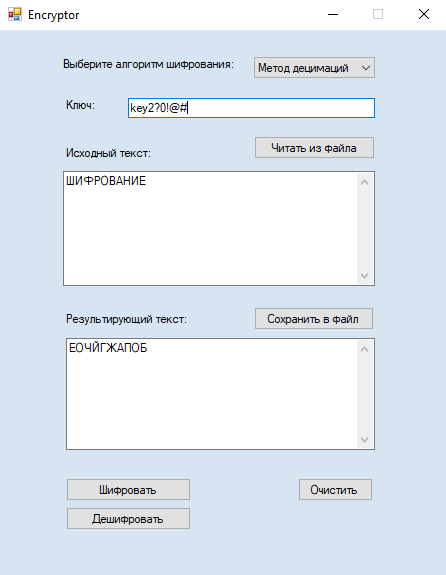 Encryptor
Выберите алгоритм шифрования:
Метод децимаций
Ключ:
key2?0!@#
Читать из файла
Исходный текст:
ШИФРОВАНИЕ
Результирующий текст:
Сохранить в файл
ЕОЧЙГЖАПОБ
Шифровать
Очистить
Дешифровать